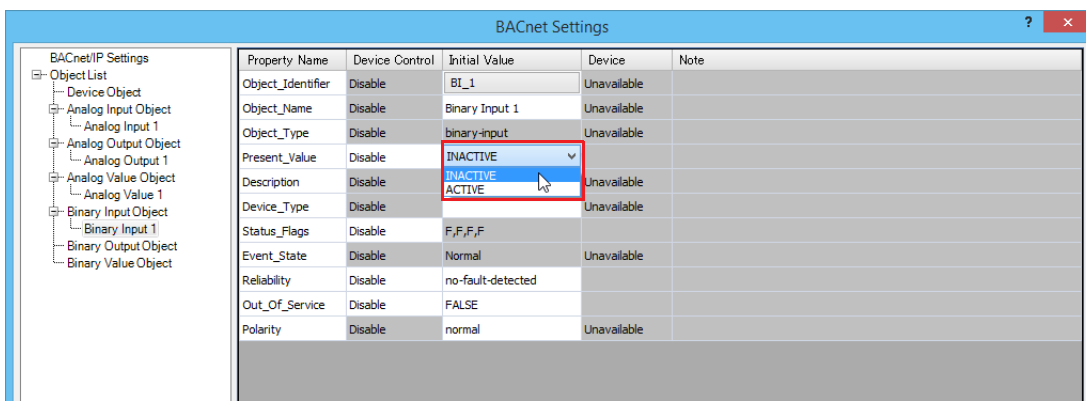 BACnet Settings
? ×
BACnet/IP Settings
Object List
Device Object
Analog Input Object
Analog Input 1
Analog Output Object
Analog Output 1
Analog Value Object
Analog Value 1
Binary Input Object
Binary Input 1
Binary Output Object
Binary Value Object
Property Name Device Control Initial Value Device Note
Object_Identifier Disable BI_1 Unavailable
Object_Name Disable Binary Input 1 Unavailable
Object_Type Disable binary-input Unavailable
Present_Value Disable INACTIVE
INACTIVE
ACTIVE
Description Disable Unavailable
Device_Type Disable Unavailable
Status_Flags Disable F,F,F,F
Event_State Disable Normal Unavailable
Reliability Disable no-fault-detected
Out_Of_Service Disable FALSE
Polarity Disable normal Unavailable